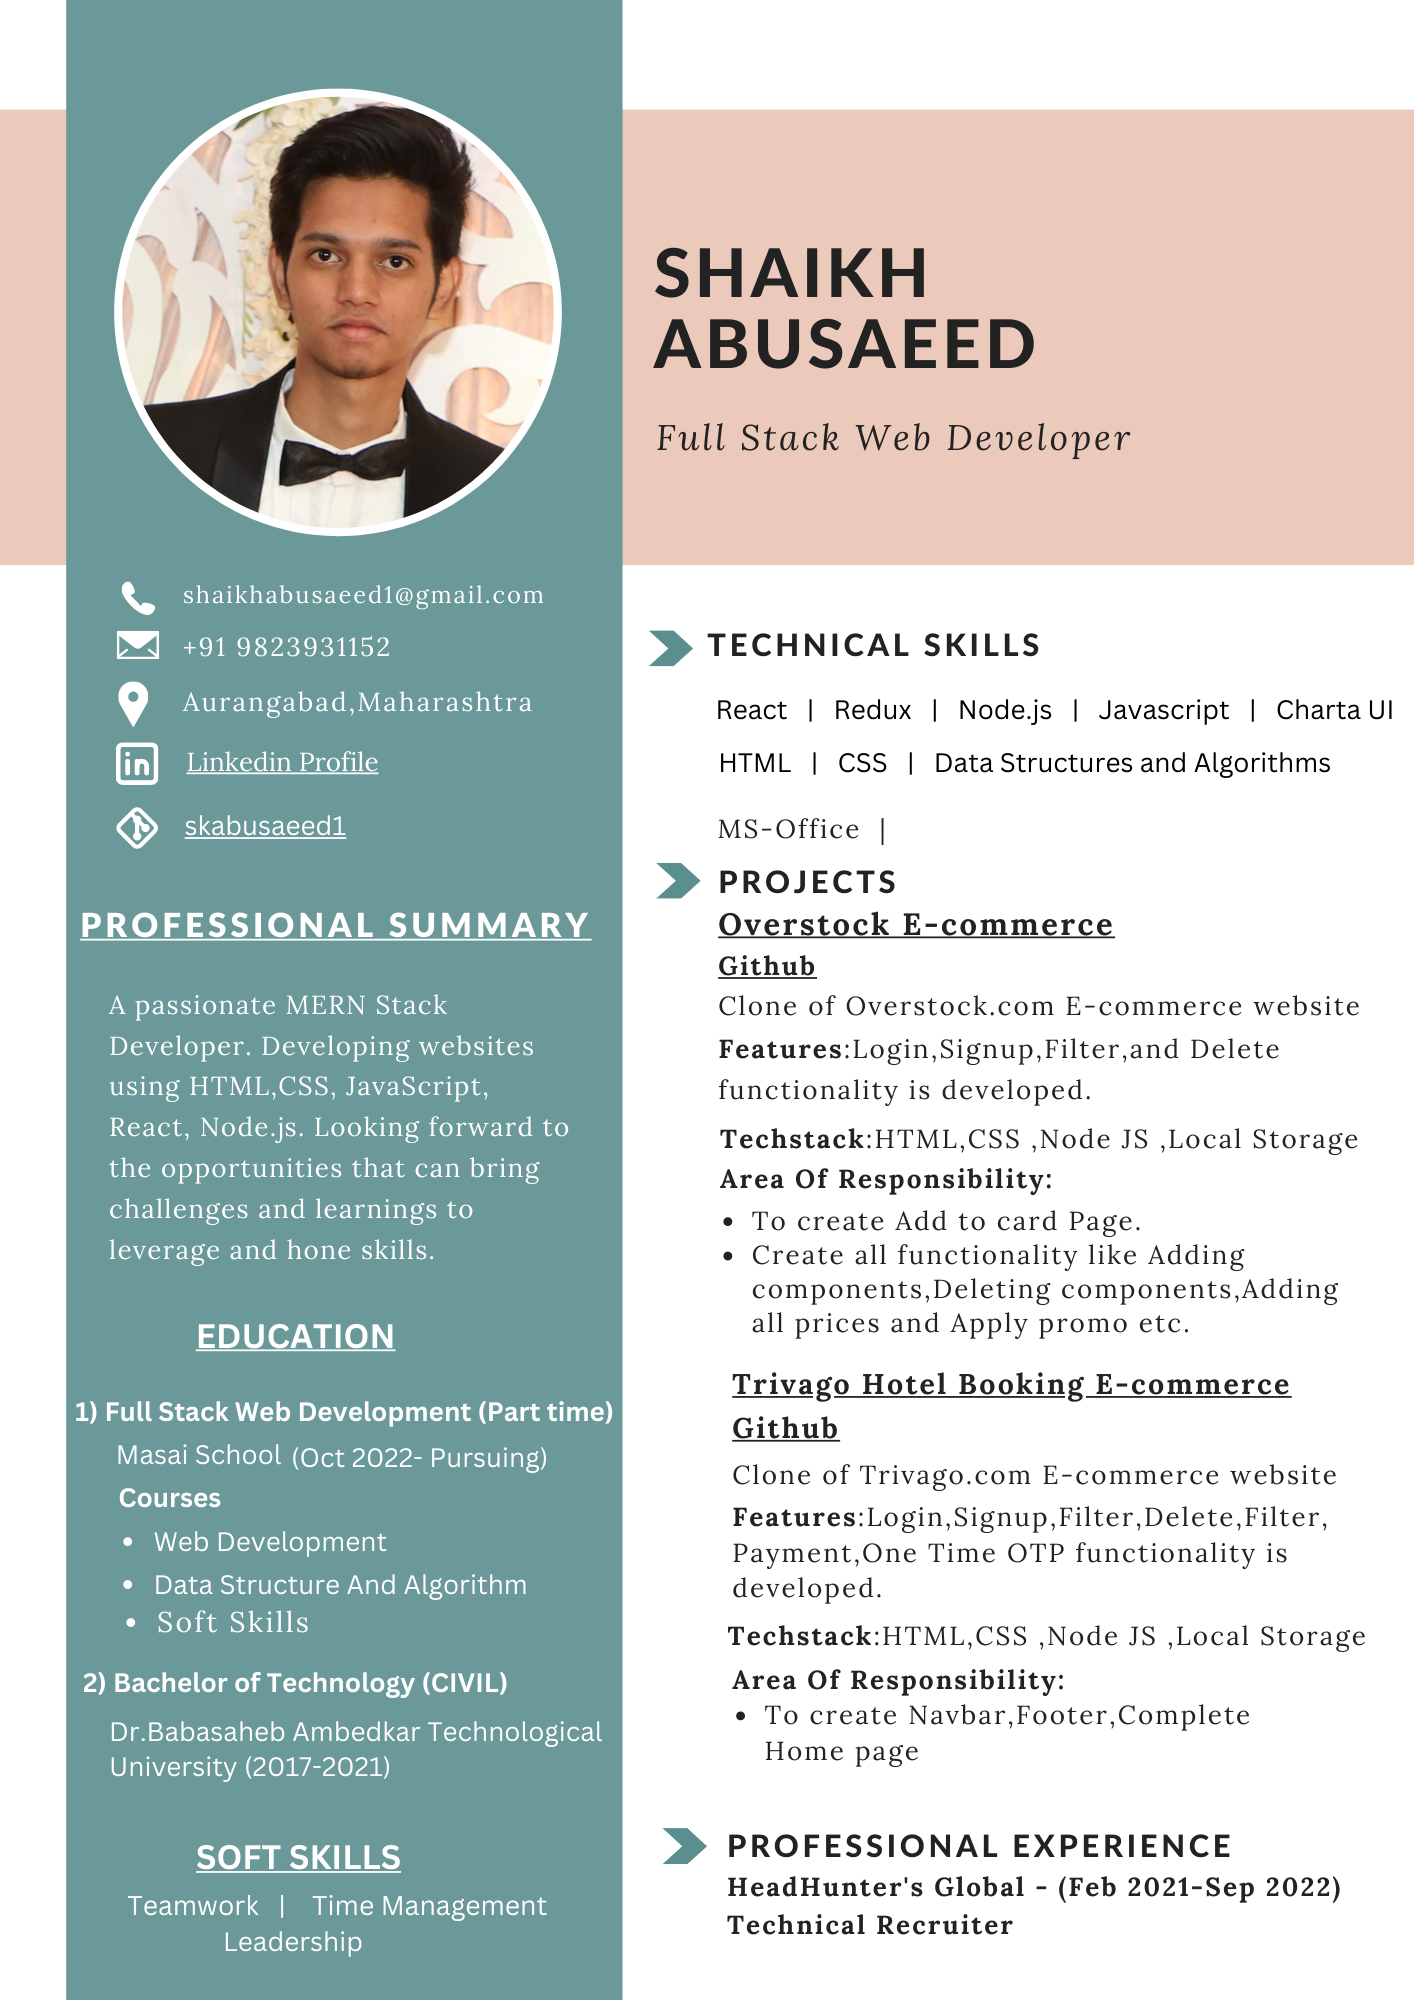 SHAIKH
ABUSAEED
Full Stack Web Developer
shaikhabusaeed1@gmail.com
+91 9823931152
Aurangabad,Maharashtra
Linkedin Profile
skabusaeed1
PROFESSIONAL SUMMARY
A passionate MERN Stack
Developer. Developing websites
using HTML,CSS, JavaScript,
React, Node.js. Looking forward to
the opportunities that can bring
challenges and learnings to
leverage and hone skills.
EDUCATION
1) Full Stack Web Development (Part time)
Masai School (Oct 2022- Pursuing)
Courses
• Web Development
• Data Structure And Algorithm
• Soft Skills
2) Bachelor of Technology (CIVIL)
Dr.Babasaheb Ambedkar Technological
University (2017-2021)
SOFT SKILLS
Teamwork | Time Management
Leadership
TECHNICAL SKILLS
React | Redux | Node.js | Javascript | Charta UI
HTML | CSS | Data Structures and Algorithms
MS-Office |
PROJECTS
Overstock E-commerce
Github
Clone of Overstock.com E-commerce website
Features:Login,Signup,Filter,and Delete
functionality is developed.
Techstack:HTML,CSS ,Node JS ,Local Storage
Area Of Responsibility:
• To create Add to card Page.
• Create all functionality like Adding
components,Deleting components,Adding
all prices and Apply promo etc.
Trivago Hotel Booking E-commerce
Github
Clone of Trivago.com E-commerce website
Features:Login,Signup,Filter,Delete,Filter,
Payment,One Time OTP functionality is
developed.
Techstack:HTML,CSS ,Node JS ,Local Storage
Area Of Responsibility:
• To create Navbar,Footer,Complete
Home page
PROFESSIONAL EXPERIENCE
HeadHunter's Global - (Feb 2021-Sep 2022)
Technical Recruiter